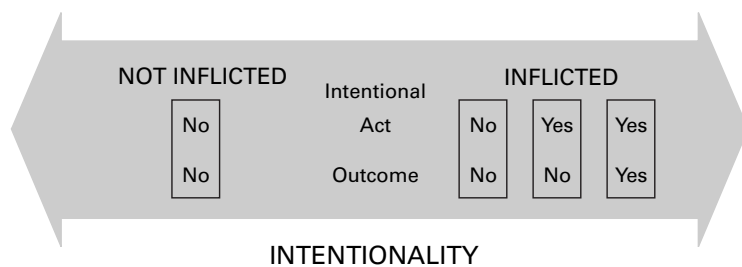 NOT INFLICTED INFLICTED
Intentional
No Act No Yes Yes
No Outcome No No Yes
INTENTIONALITY